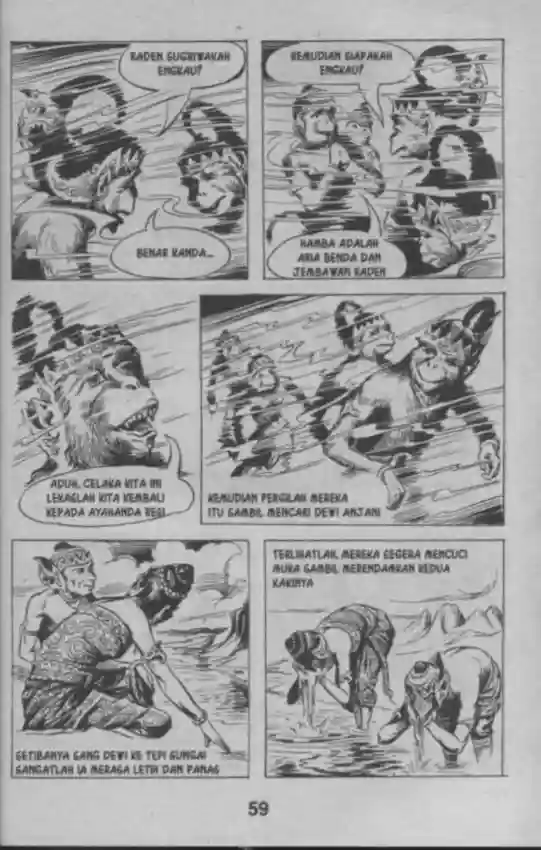 RADEN SUGRIWAKAH
ENGKAU?
BENAR KANDA...
KEMUDIAN SIAPAKAH
ENGKAU?
HAMBA ADALAH
ARIA BENDA DAN
JEMBAWAN RADEN
ADUH, CELAKA KITA INI
LEKASLAH KITA KEMBALI
KEPADA AYAHANDA RESI
KEMUDIAN PERGILAH MEREKA
ITU SAMBIL MENCARI DEWI ANJANI
SETIBANYA SANG DEWI KE TEPI SUNGAI
SANGATLAH IA MERASA LETIH DAN PANAS
TERLIHATLAH, MEREKA SEGERA MENCUCI
MUKA SAMBIL MERENDAMKAN KEDUA
KAKINYA
59